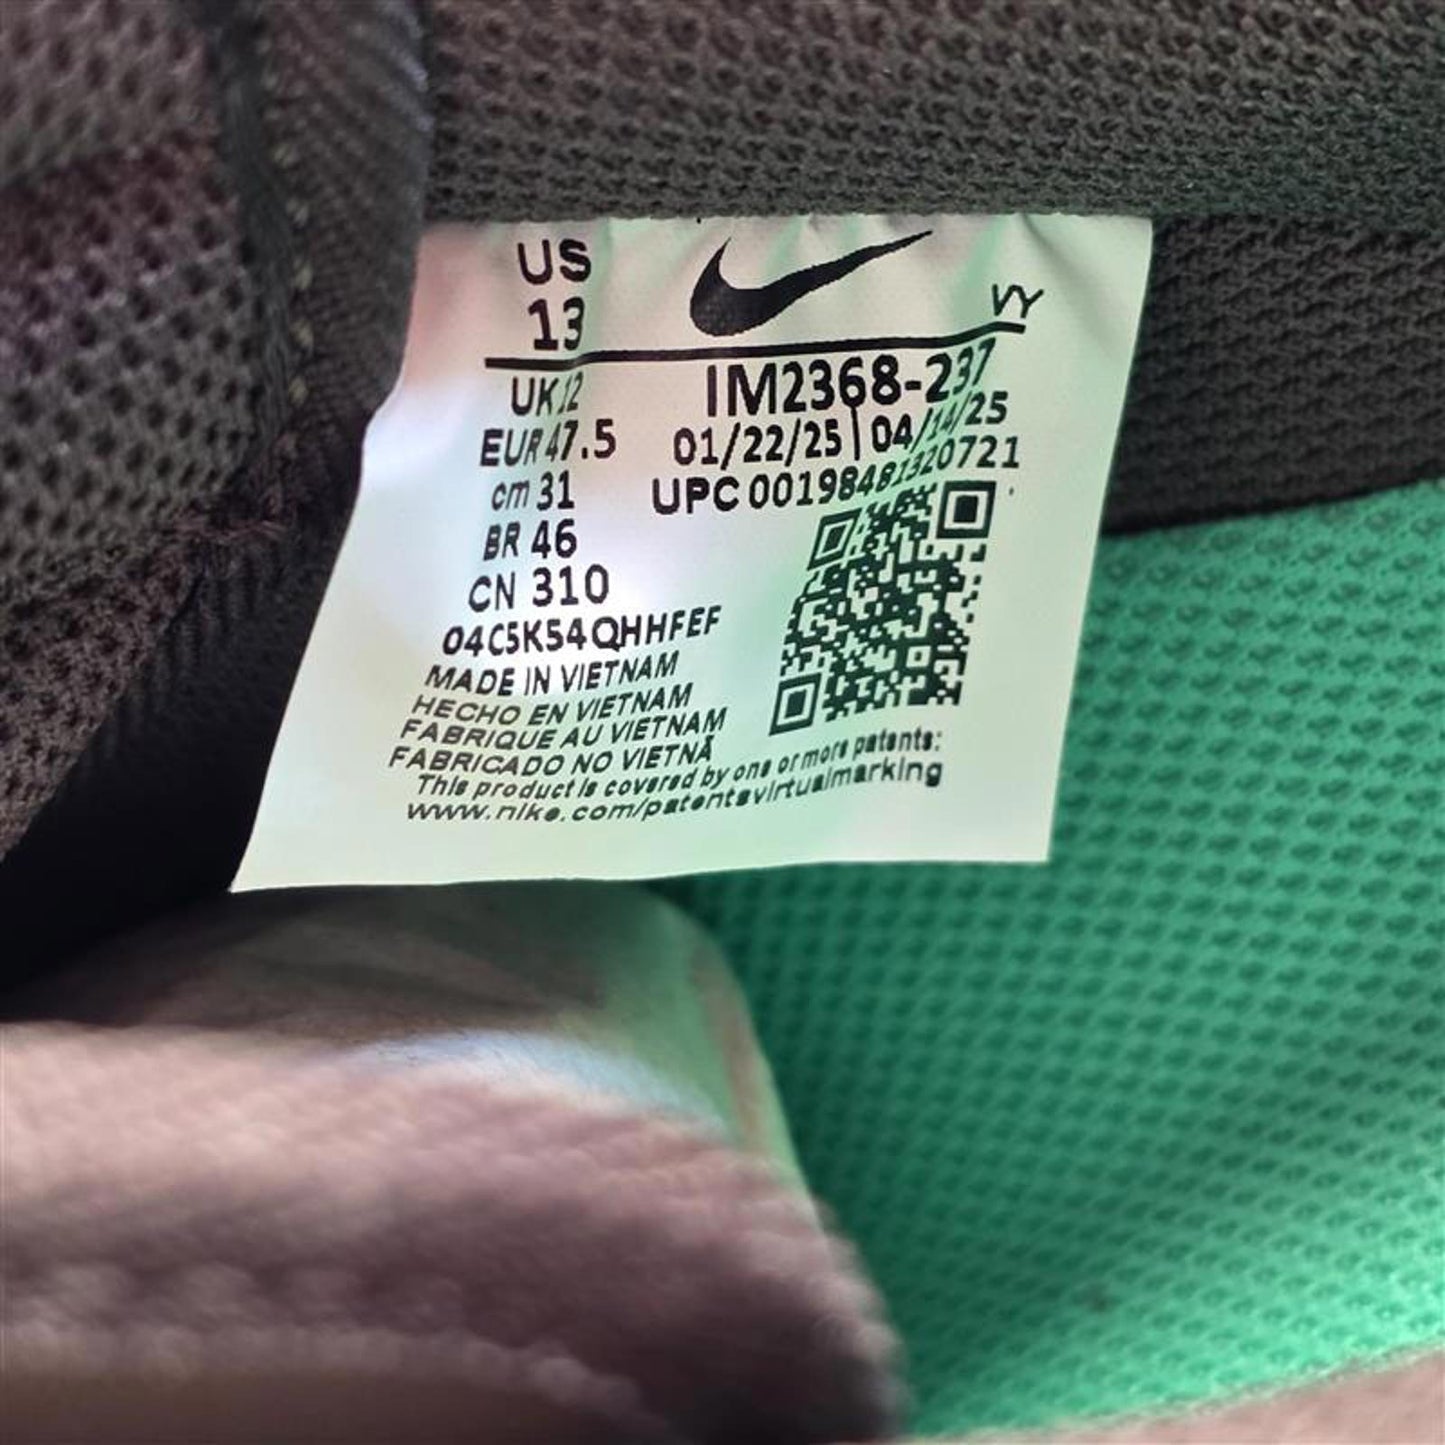 US
13
VY
UK 12
IM2368-237
EUR 47.5
01/22/25 | 04/14/25
cm 31
UPC 00198481320721
BR 46
CN 310
04C5K54QHHFEF
MADE IN VIETNAM
HECHO EN VIETNAM
FABRIQUE AU VIETNAM
FABRICADO NO VIETNÃ
This product is covered by one or more patents:
www.nike.com/patentsvirtualmarking